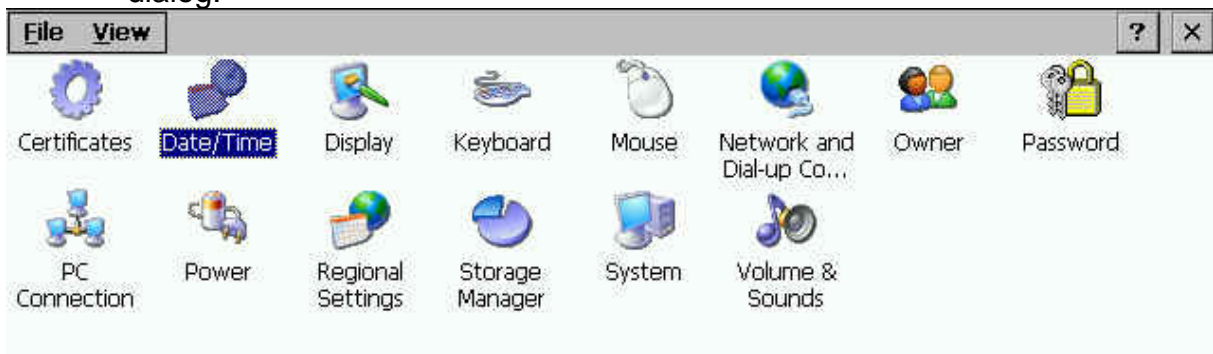 dialog.
File View ? ×
Certificates Date/Time Display Keyboard Mouse Network and Dial-up Co... Owner Password
PC Connection Power Regional Settings Storage Manager System Volume & Sounds